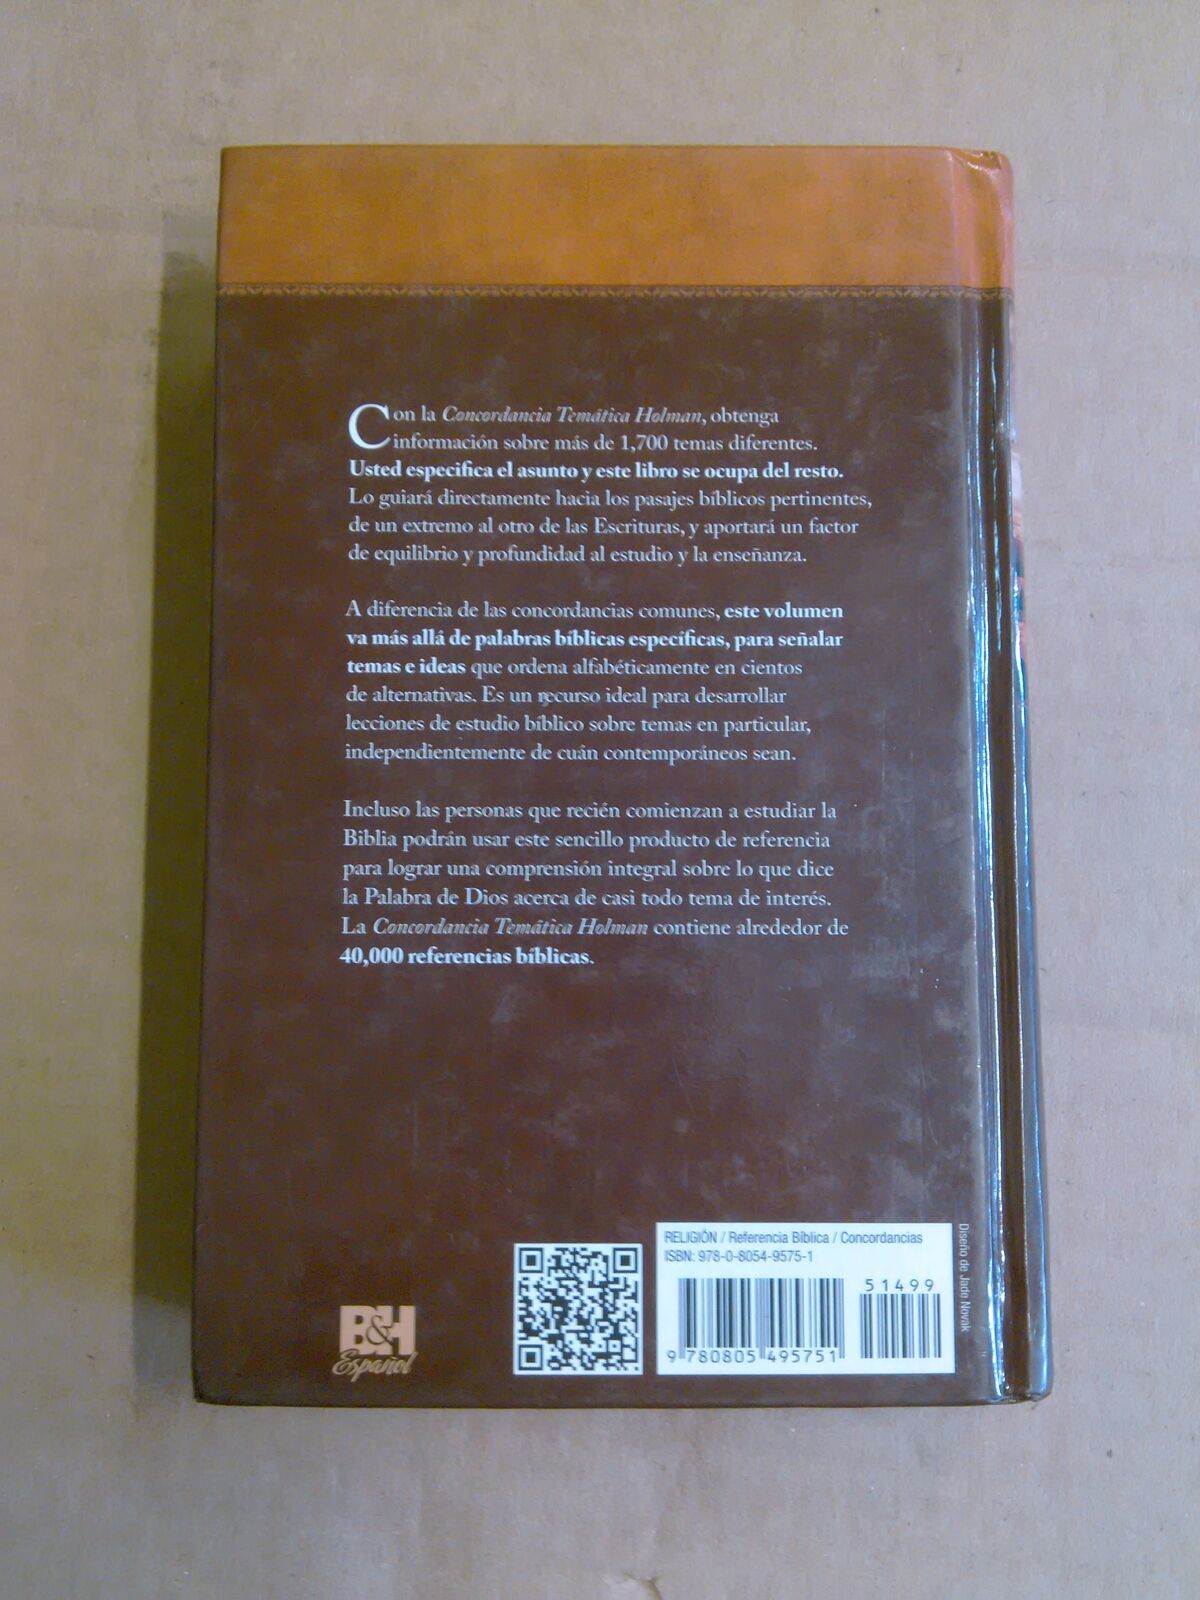 Con la Concordancia Temática Holman, obtenga
información sobre más de 1,700 temas diferentes.
Usted especifica el asunto y este libro se ocupa del resto.
Lo guiará directamente hacia los pasajes bíblicos pertinentes,
de un extremo al otro de las Escrituras, y aportará un factor
de equilibrio y profundidad al estudio y la enseñanza.
A diferencia de las concordancias comunes, este volumen
va más allá de palabras bíblicas específicas, para señalar
temas e ideas que ordena alfabéticamente en cientos
de alternativas. Es un recurso ideal para desarrollar
lecciones de estudio bíblico sobre temas en particular,
independientemente de cuán contemporáneos sean.
Incluso las personas que recién comienzan a estudiar la
Biblia podrán usar este sencillo producto de referencia
para lograr una comprensión integral sobre lo que dice
la Palabra de Dios acerca de casi todo tema de interés.
La Concordancia Temática Holman contiene alrededor de
40,000 referencias bíblicas.
B&H
Español
RELIGIÓN / Referencia Bíblica / Concordancias
ISBN: 978-0-8054-9575-1
51499
9 780805 495751
Diseño de Jade Novak